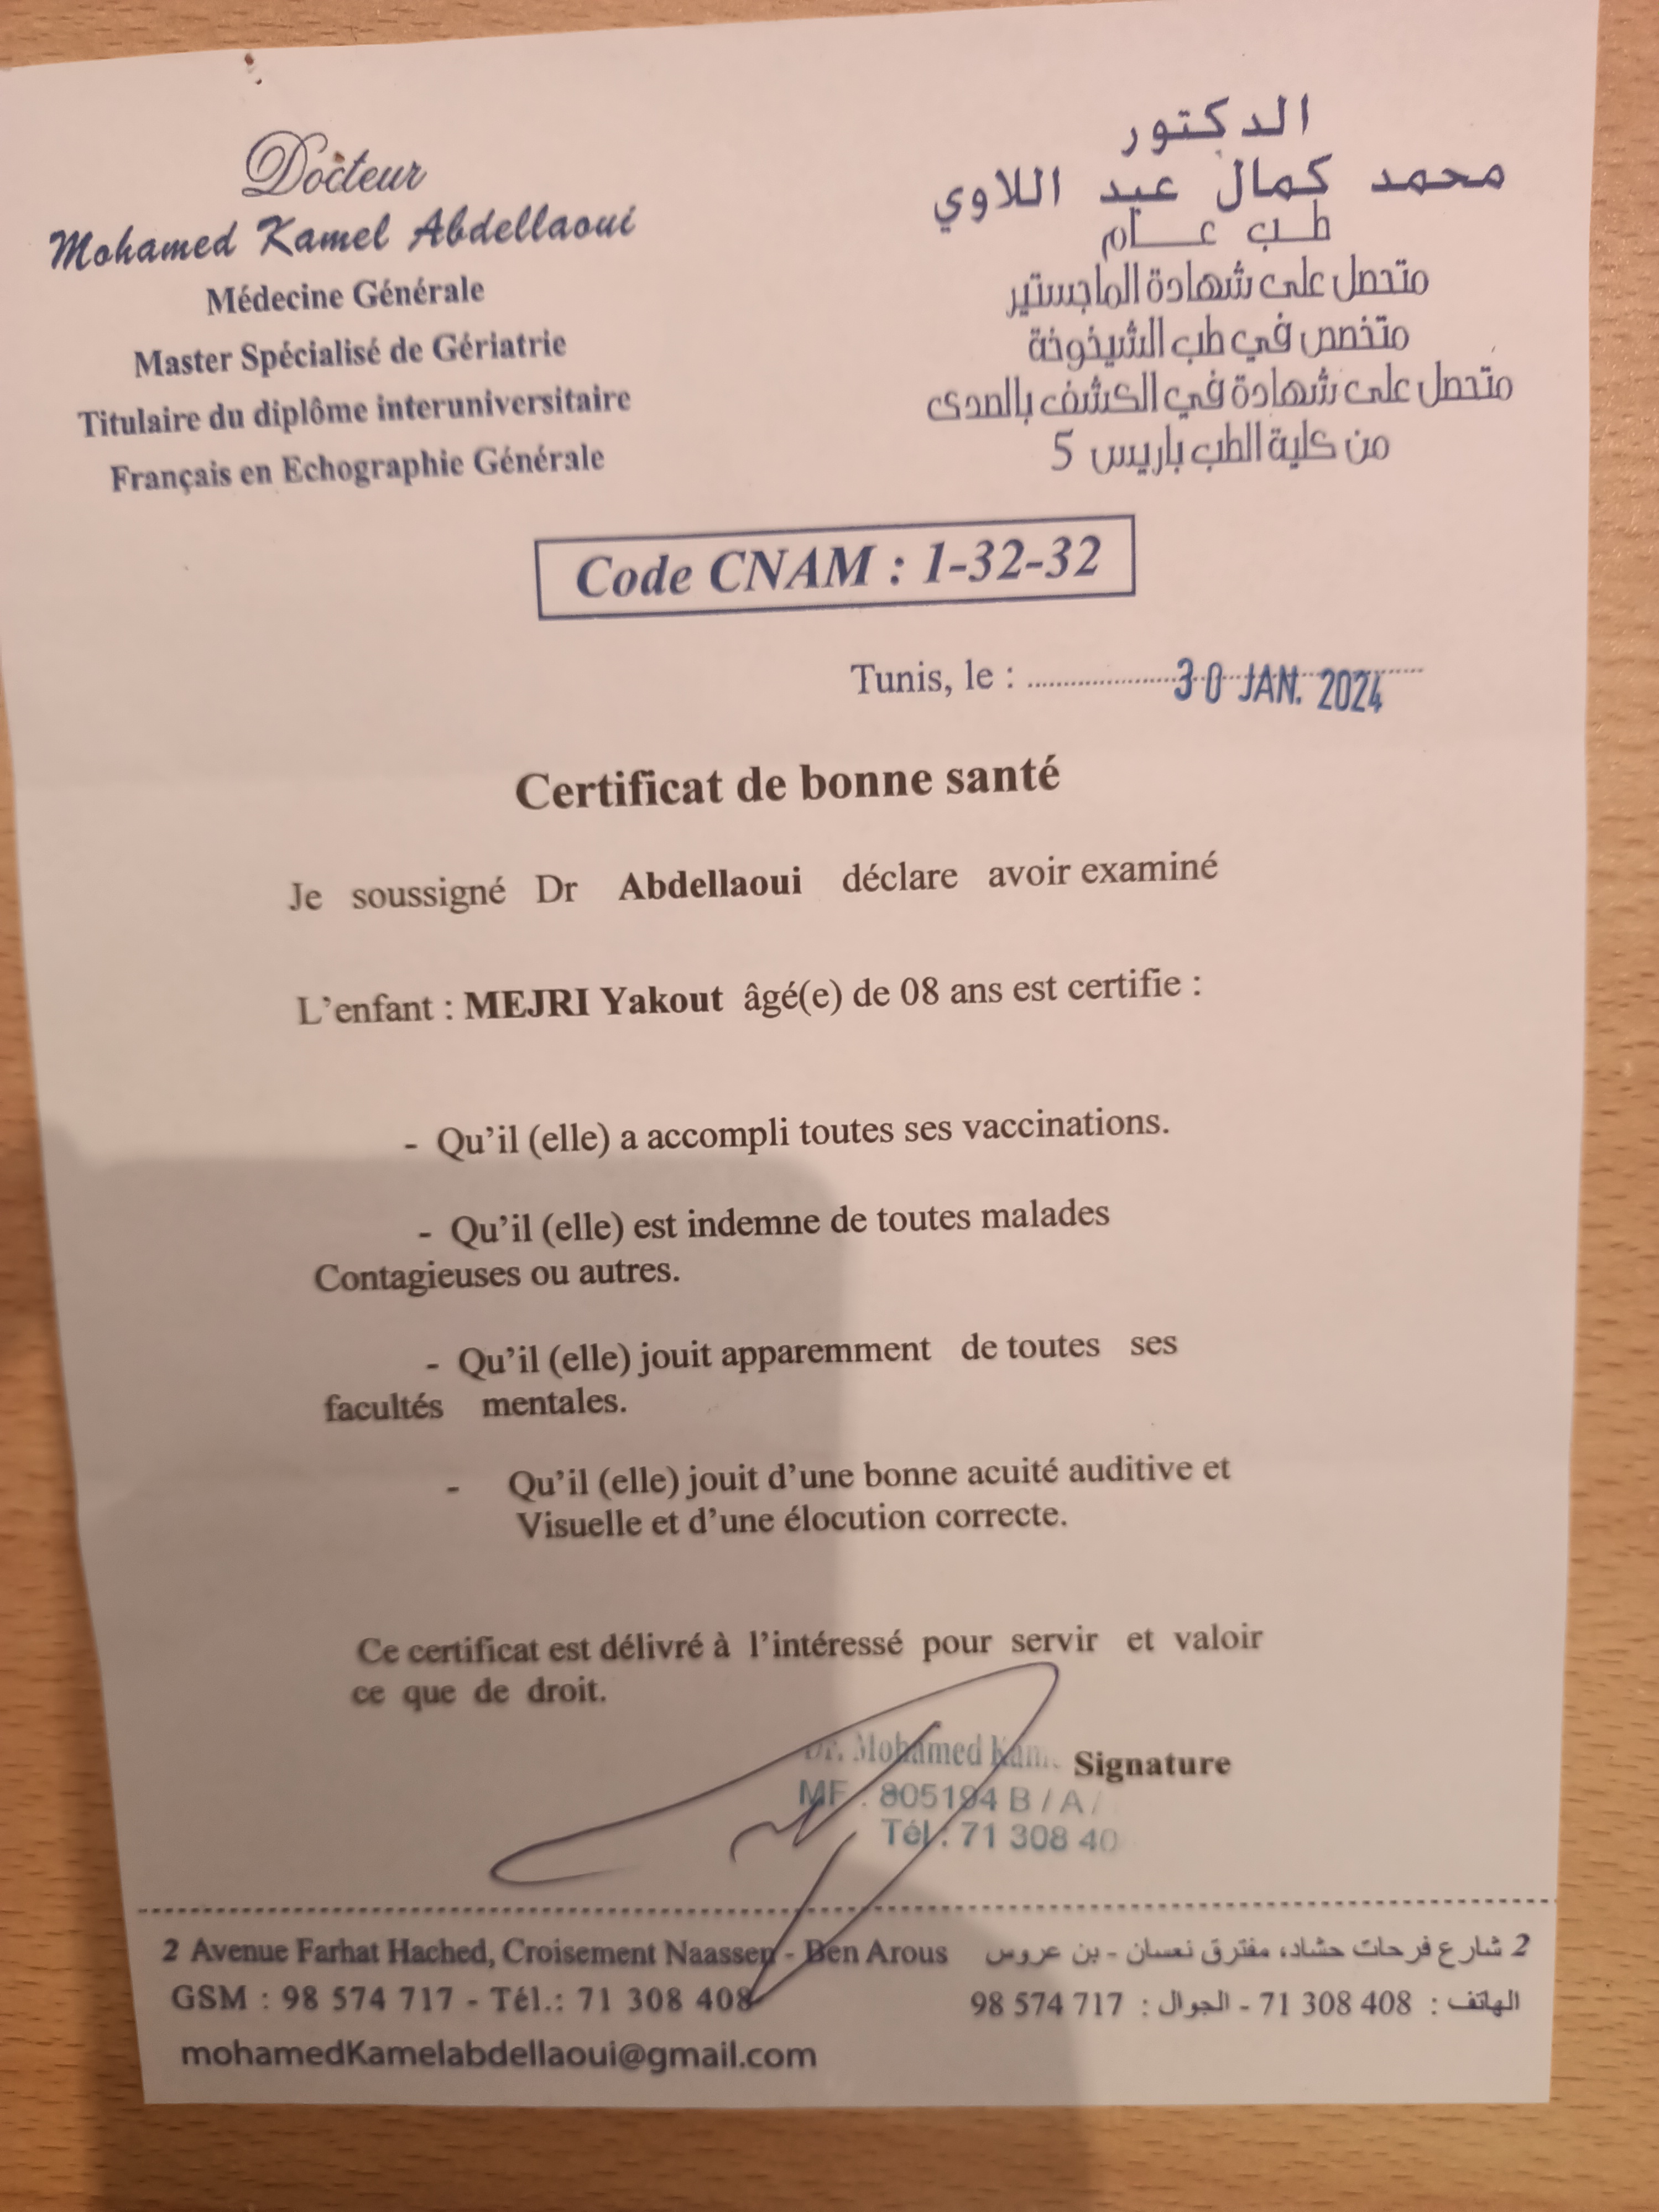 Docteur
Mohamed Kamel Abdellaoui
Médecine Générale
Master Spécialisé de Gériatrie
Titulaire du diplôme interuniversitaire
Français en Echographie Générale
الدكتور
محمد كمال عبد اللاوي
طب عام
متحصل على شهادة الماجستير
متخصص في طب الشيخوخة
متحصل على شهادة في الكشف بالصدى
من كلية الطب باريس 5
Code CNAM : 1-32-32
Tunis, le : 30 JAN. 2024
Certificat de bonne santé
Je soussigné Dr Abdellaoui déclare avoir examiné
L'enfant : MEJRI Yakout âgé(e) de 08 ans est certifie :
- Qu'il (elle) a accompli toutes ses vaccinations.
- Qu'il (elle) est indemne de toutes malades
Contagieuses ou autres.
- Qu'il (elle) jouit apparemment de toutes ses
facultés mentales.
- Qu'il (elle) jouit d'une bonne acuité auditive et
Visuelle et d'une élocution correcte.
Ce certificat est délivré à l'intéressé pour servir et valoir
ce que de droit.
Signature
Dr. Mohamed
MF : 805194 B / A /
Tél : 71 308 40
2 Avenue Farhat Hached, Croisement Naassen - Ben Arous
GSM : 98 574 717 - Tél.: 71 308 408
mohamedKamelabdellaoui@gmail.com
2 شارع فرحات حشاد، مفترق نعسان - بن عروس
الهاتف : 71 308 408 - الجوال : 98 574 717